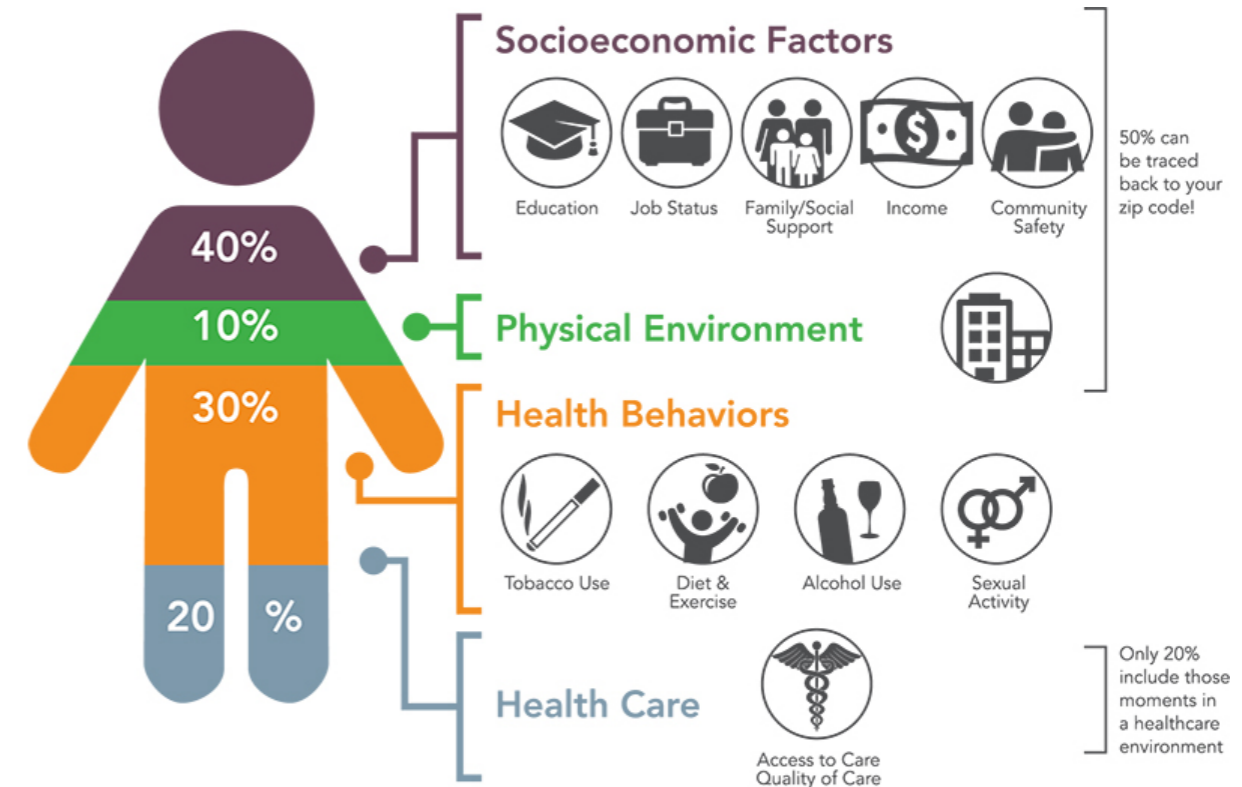 Socioeconomic Factors
Education
Job Status
Family/Social
Support
Income
Community
Safety
50% can
be traced
back to your
zip code!
40%
10%
Physical Environment
30%
Health Behaviors
Tobacco Use
Diet &
Exercise
Alcohol Use
Sexual
Activity
20 %
Health Care
Access to Care
Quality of Care
Only 20%
include those
moments in
a healthcare
environment